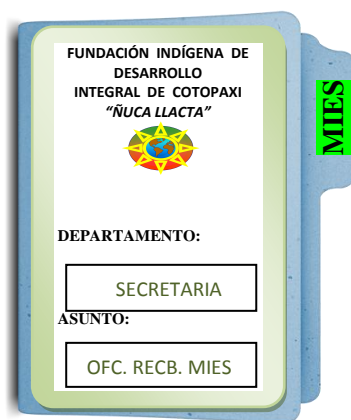 FUNDACIÓN INDÍGENA DE
DESARROLLO
INTEGRAL DE COTOPAXI
“ÑUCA LLACTA”
MIES
DEPARTAMENTO:
SECRETARIA
ASUNTO:
OFC. RECB. MIES